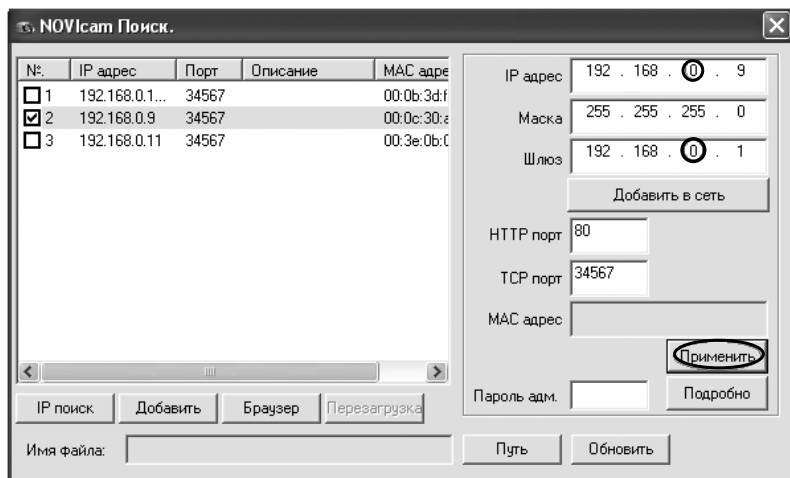 NOVIcam Поиск.
№. IP адрес Порт Описание MAC адре
1 192.168.0.1... 34567 00:0b:3d:f
2 192.168.0.9 34567 00:0c:30:a
3 192.168.0.11 34567 00:3e:0b:0
IP адрес 192 . 168 . 0 . 9
Маска 255 . 255 . 255 . 0
Шлюз 192 . 168 . 0 . 1
Добавить в сеть
HTTP порт 80
TCP порт 34567
MAC адрес
Применить
Пароль адм. Подробно
IP поиск Добавить Браузер Перезагрузка
Имя файла: Путь Обновить